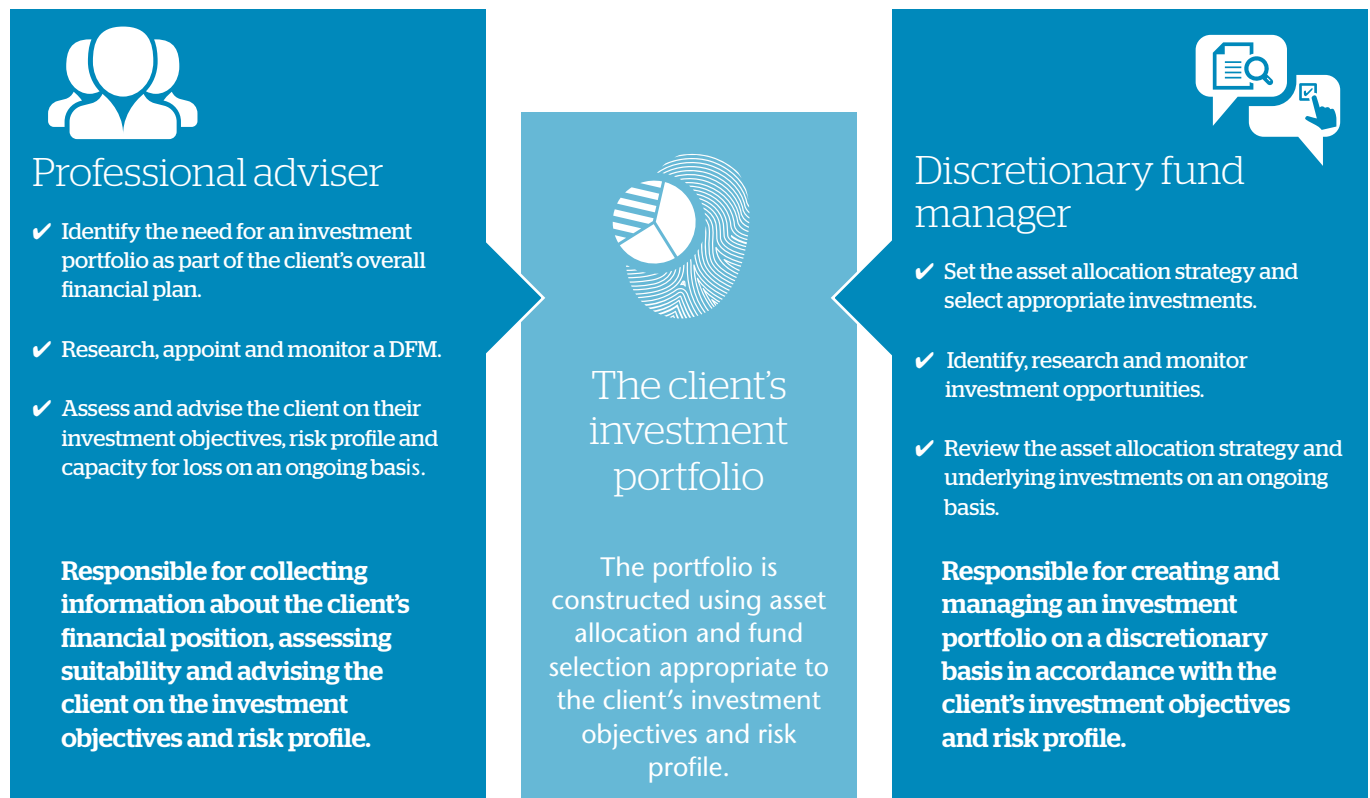 Professional adviser
✔ Identify the need for an investment
portfolio as part of the client's overall
financial plan.
✔ Research, appoint and monitor a DFM.
✔ Assess and advise the client on their
investment objectives, risk profile and
capacity for loss on an ongoing basis.
Responsible for collecting
information about the client's
financial position, assessing
suitability and advising the
client on the investment
objectives and risk profile.
The client's
investment
portfolio
The portfolio is
constructed using asset
allocation and fund
selection appropriate to
the client's investment
objectives and risk
profile.
Discretionary fund
manager
✔ Set the asset allocation strategy and
select appropriate investments.
✔ Identify, research and monitor
investment opportunities.
✔ Review the asset allocation strategy and
underlying investments on an ongoing
basis.
Responsible for creating and
managing an investment
portfolio on a discretionary
basis in accordance with the
client's investment objectives
and risk profile.